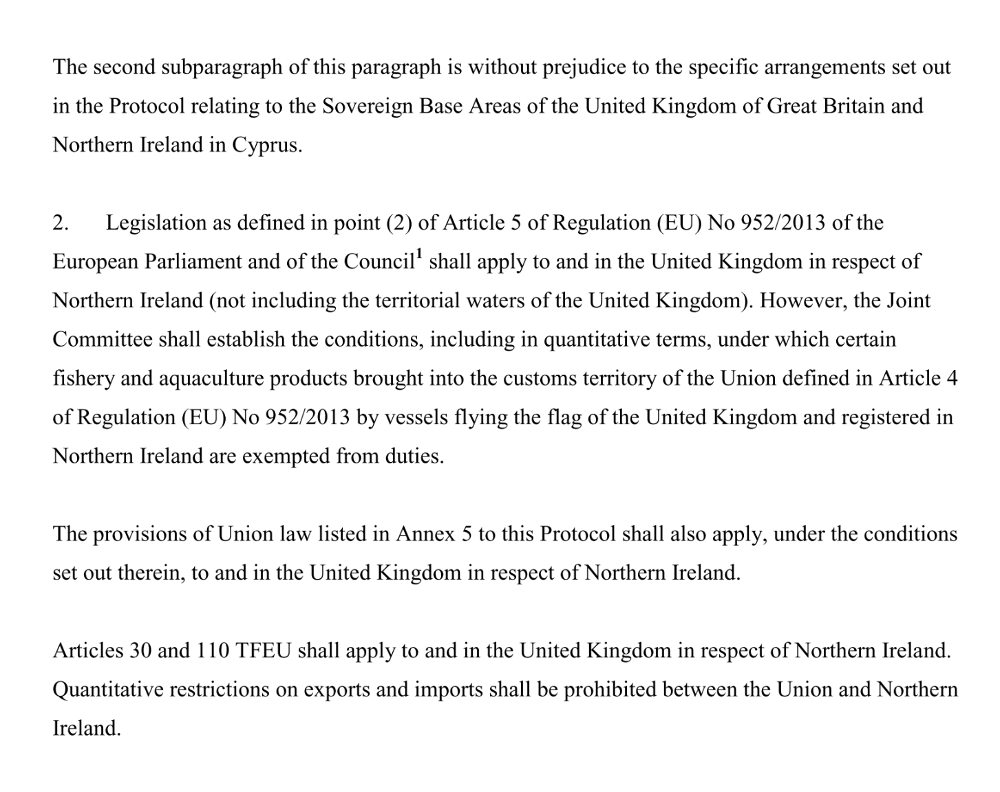 The second subparagraph of this paragraph is without prejudice to the specific arrangements set out
in the Protocol relating to the Sovereign Base Areas of the United Kingdom of Great Britain and
Northern Ireland in Cyprus.
2. Legislation as defined in point (2) of Article 5 of Regulation (EU) No 952/2013 of the
European Parliament and of the Council¹ shall apply to and in the United Kingdom in respect of
Northern Ireland (not including the territorial waters of the United Kingdom). However, the Joint
Committee shall establish the conditions, including in quantitative terms, under which certain
fishery and aquaculture products brought into the customs territory of the Union defined in Article 4
of Regulation (EU) No 952/2013 by vessels flying the flag of the United Kingdom and registered in
Northern Ireland are exempted from duties.
The provisions of Union law listed in Annex 5 to this Protocol shall also apply, under the conditions
set out therein, to and in the United Kingdom in respect of Northern Ireland.
Articles 30 and 110 TFEU shall apply to and in the United Kingdom in respect of Northern Ireland.
Quantitative restrictions on exports and imports shall be prohibited between the Union and Northern
Ireland.